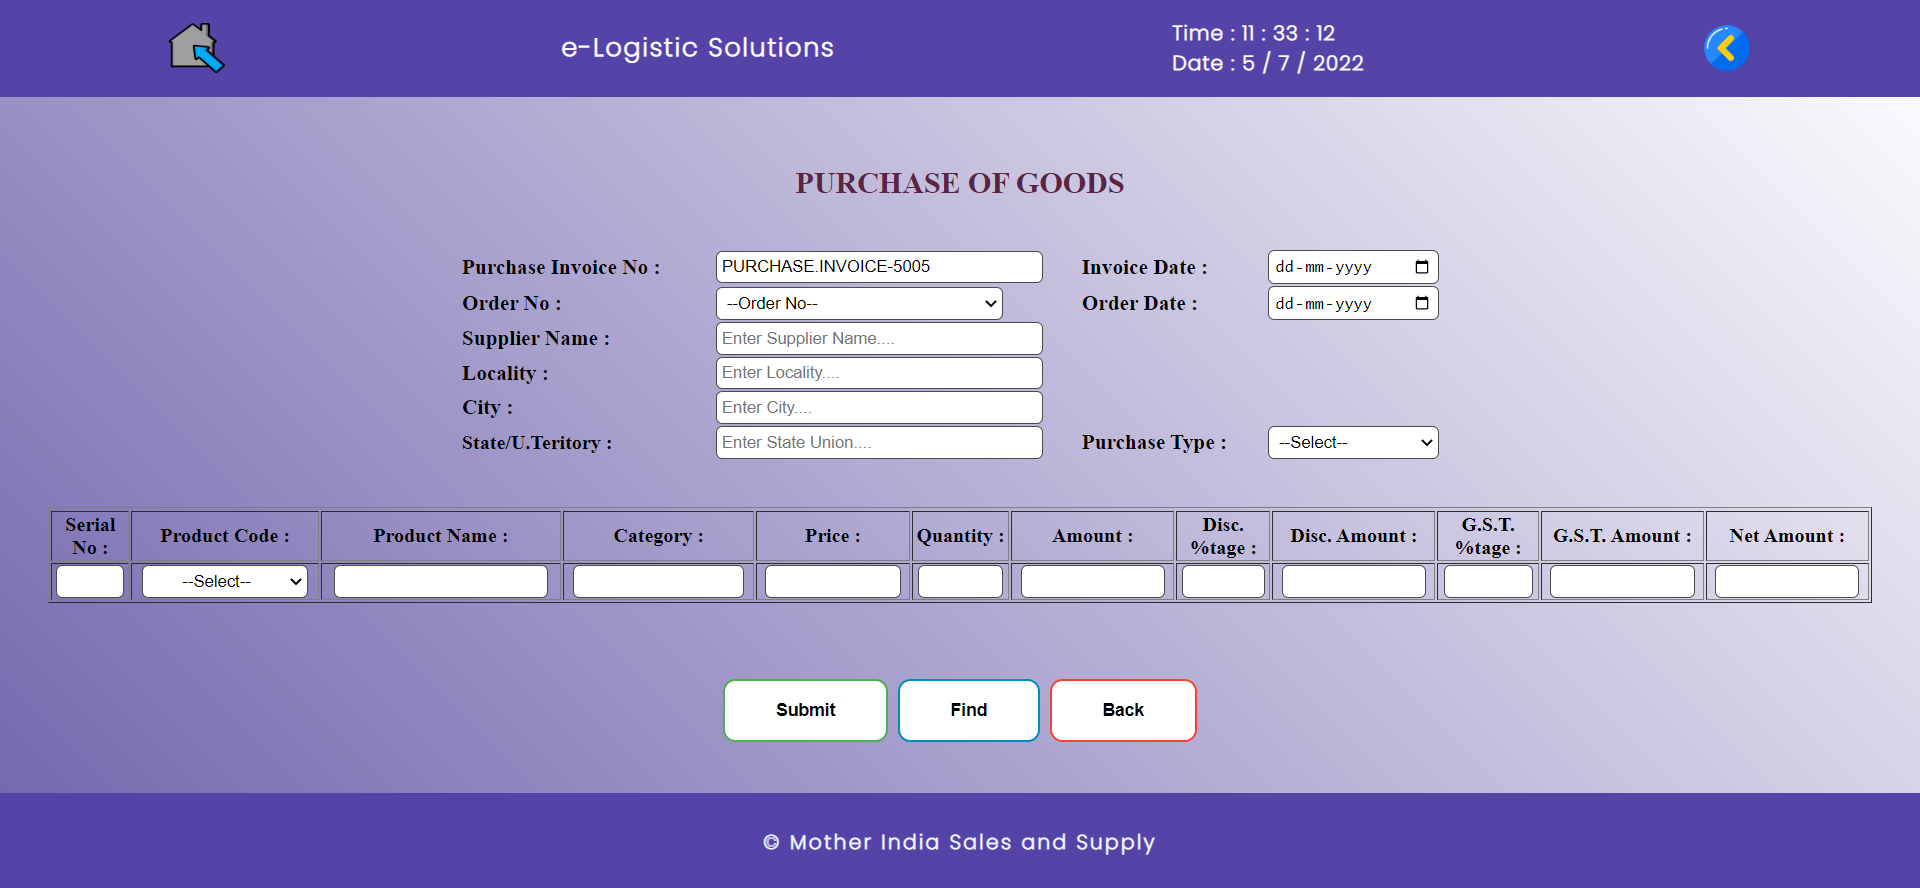 e-Logistic Solutions
Time : 11 : 33 : 12
Date : 5 / 7 / 2022
PURCHASE OF GOODS
Purchase Invoice No : PURCHASE.INVOICE-5005 Invoice Date : dd-mm-yyyy
Order No : --Order No-- Order Date : dd-mm-yyyy
Supplier Name : Enter Supplier Name....
Locality : Enter Locality....
City : Enter City....
State/U.Teritory : Enter State Union.... Purchase Type : --Select--
Serial No : Product Code : Product Name : Category : Price : Quantity : Amount : Disc. %tage : Disc. Amount : G.S.T. %tage : G.S.T. Amount : Net Amount :
--Select--
Submit Find Back
© Mother India Sales and Supply